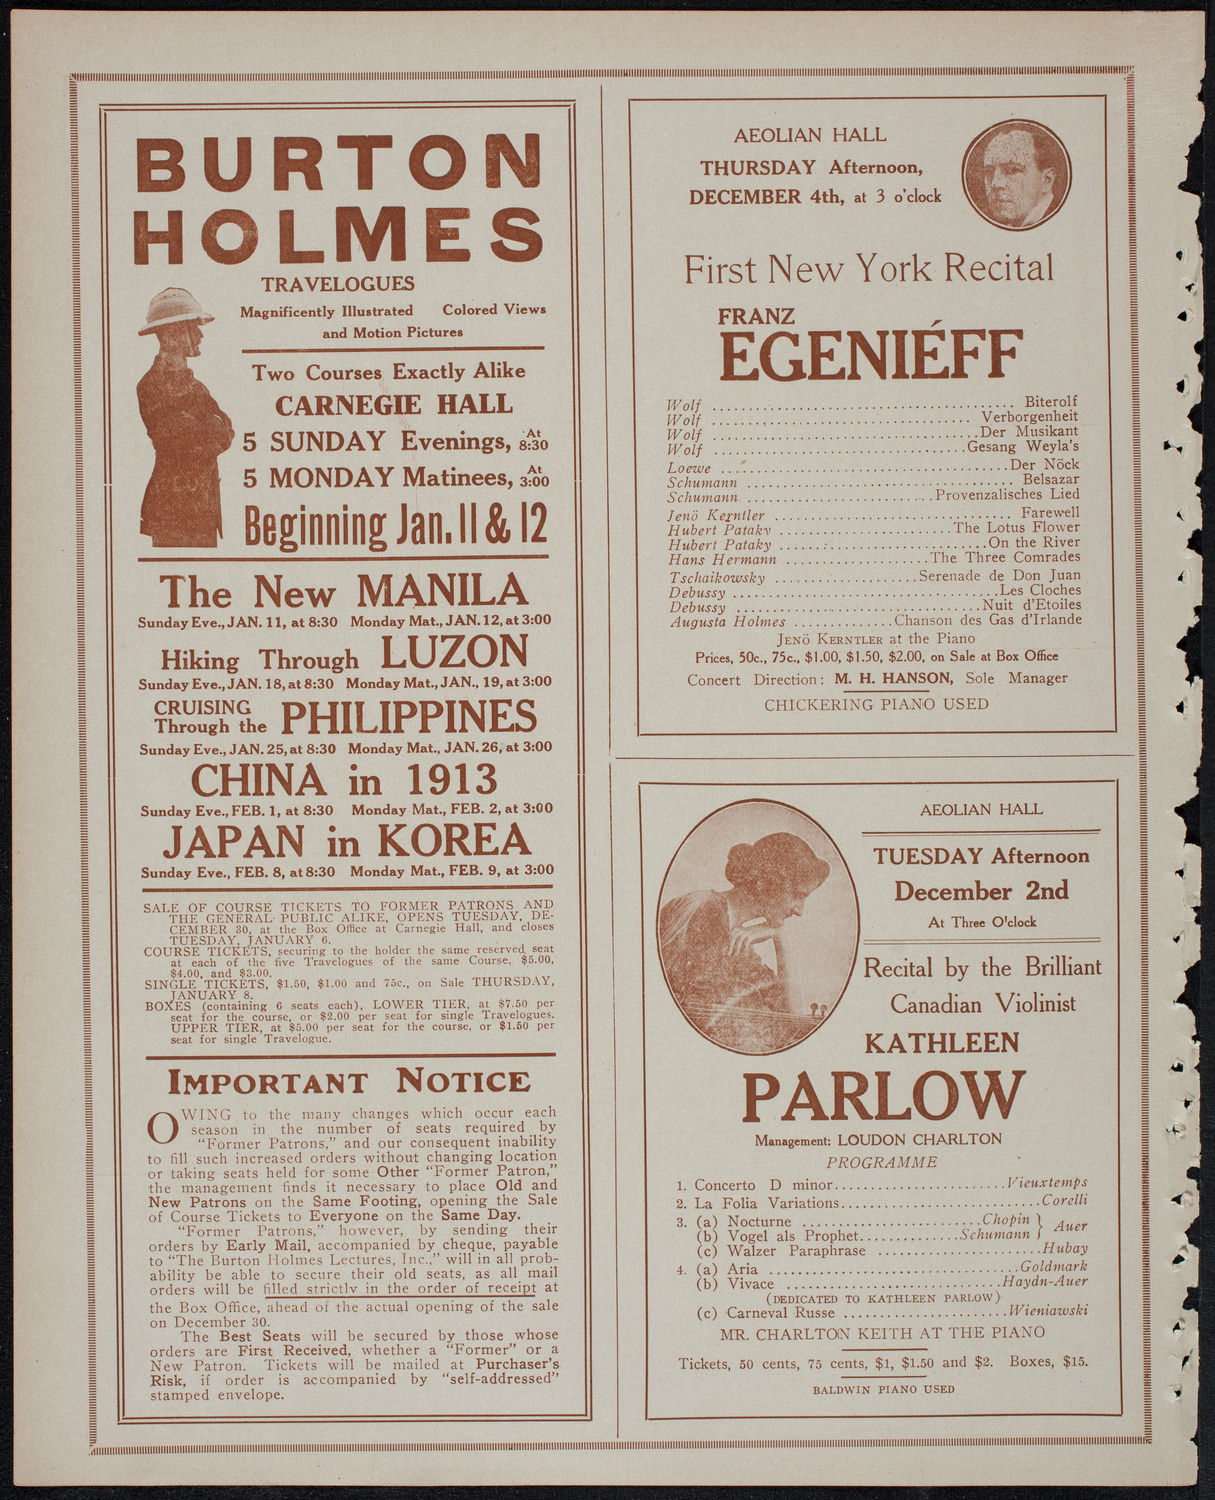 BURTON
HOLMES
TRAVELOGUES
Magnificently Illustrated Colored Views
and Motion Pictures
Two Courses Exactly Alike
CARNEGIE HALL
5 SUNDAY Evenings, At 8:30
5 MONDAY Matinees, At 3:00
Beginning Jan. 11 & 12
The New MANILA
Sunday Eve., JAN. 11, at 8:30 Monday Mat., JAN. 12, at 3:00
Hiking Through LUZON
Sunday Eve., JAN. 18, at 8:30 Monday Mat., JAN., 19, at 3:00
CRUISING
Through the PHILIPPINES
Sunday Eve., JAN. 25, at 8:30 Monday Mat., JAN. 26, at 3:00
CHINA in 1913
Sunday Eve., FEB. 1, at 8:30 Monday Mat., FEB. 2, at 3:00
JAPAN in KOREA
Sunday Eve., FEB. 8, at 8:30 Monday Mat., FEB. 9, at 3:00
SALE OF COURSE TICKETS TO FORMER PATRONS AND
THE GENERAL PUBLIC ALIKE, OPENS TUESDAY, DE-
CEMBER 30, at the Box Office at Carnegie Hall, and closes
TUESDAY, JANUARY 6.
COURSE TICKETS, securing to the holder the same reserved seat
at each of the five Travelogues of the same Course, $5.00,
$4.00, and $3.00.
SINGLE TICKETS, $1.50, $1.00 and 75c., on Sale THURSDAY,
JANUARY 8.
BOXES (containing 6 seats each), LOWER TIER, at $7.50 per
seat for the course, or $2.00 per seat for single Travelogues.
UPPER TIER, at $5.00 per seat for the course, or $1.50 per
seat for single Travelogue.
IMPORTANT NOTICE
OWING to the many changes which occur each
season in the number of seats required by
"Former Patrons," and our consequent inability
to fill such increased orders without changing location
or taking seats held for some Other "Former Patron,"
the management finds it necessary to place Old and
New Patrons on the Same Footing, opening the Sale
of Course Tickets to Everyone on the Same Day.
"Former Patrons," however, by sending their
orders by Early Mail, accompanied by cheque, payable
to "The Burton Holmes Lectures, Inc.," will in all prob-
ability be able to secure their old seats, as all mail
orders will be filled strictly in the order of receipt at
the Box Office, ahead of the actual opening of the sale
on December 30.
The Best Seats will be secured by those whose
orders are First Received, whether a "Former" or a
New Patron. Tickets will be mailed at Purchaser's
Risk, if order is accompanied by "self-addressed"
stamped envelope.
AEOLIAN HALL
THURSDAY Afternoon,
DECEMBER 4th, at 3 o'clock
First New York Recital
FRANZ
EGENIÉFF
Wolf ........ Biterolf
Wolf ........ Verborgenheit
Wolf ........ Der Musikant
Wolf ........ Gesang Weyla's
Loewe ........ Der Nöck
Schumann ........ Belsazar
Schumann ........ Provenzalisches Lied
Jenö Kerntler ........ Farewell
Hubert Pataky ........ The Lotus Flower
Hubert Pataky ........ On the River
Hans Hermann ........ The Three Comrades
Tschaikowsky ........ Serenade de Don Juan
Debussy ........ Les Cloches
Debussy ........ Nuit d'Etoiles
Augusta Holmes ........ Chanson des Gas d'Irlande
JENÖ KERNTLER at the Piano
Prices, 50c., 75c., $1.00, $1.50, $2.00, on Sale at Box Office
Concert Direction: M. H. HANSON, Sole Manager
CHICKERING PIANO USED
AEOLIAN HALL
TUESDAY Afternoon
December 2nd
At Three O'clock
Recital by the Brilliant
Canadian Violinist
KATHLEEN
PARLOW
Management: LOUDON CHARLTON
PROGRAMME
1. Concerto D minor ........ Vieuxtemps
2. La Folia Variations ........ Corelli
3. (a) Nocturne ........ Chopin } Auer
(b) Vogel als Prophet ........ Schumann }
(c) Walzer Paraphrase ........ Hubay
4. (a) Aria ........ Goldmark
(b) Vivace ........ Haydn-Auer
(DEDICATED TO KATHLEEN PARLOW)
(c) Carneval Russe ........ Wieniawski
MR. CHARLTON KEITH AT THE PIANO
Tickets, 50 cents, 75 cents, $1, $1.50 and $2. Boxes, $15.
BALDWIN PIANO USED